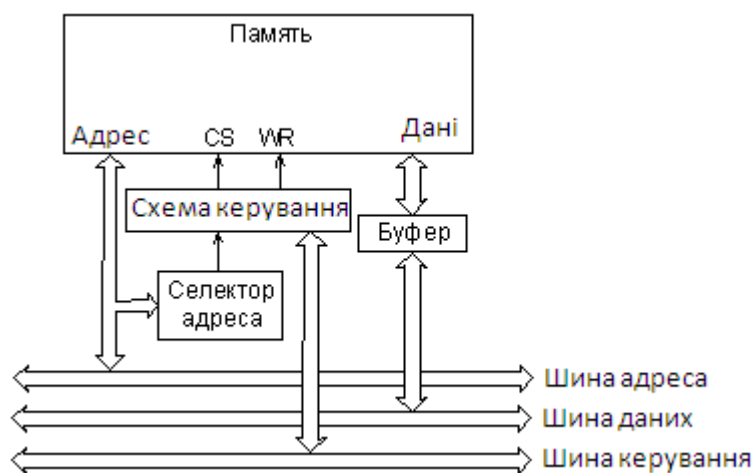 Память
Адрес CS WR Дані
Схема керування
Буфер
Селектор
адреса
Шина адреса
Шина даних
Шина керування